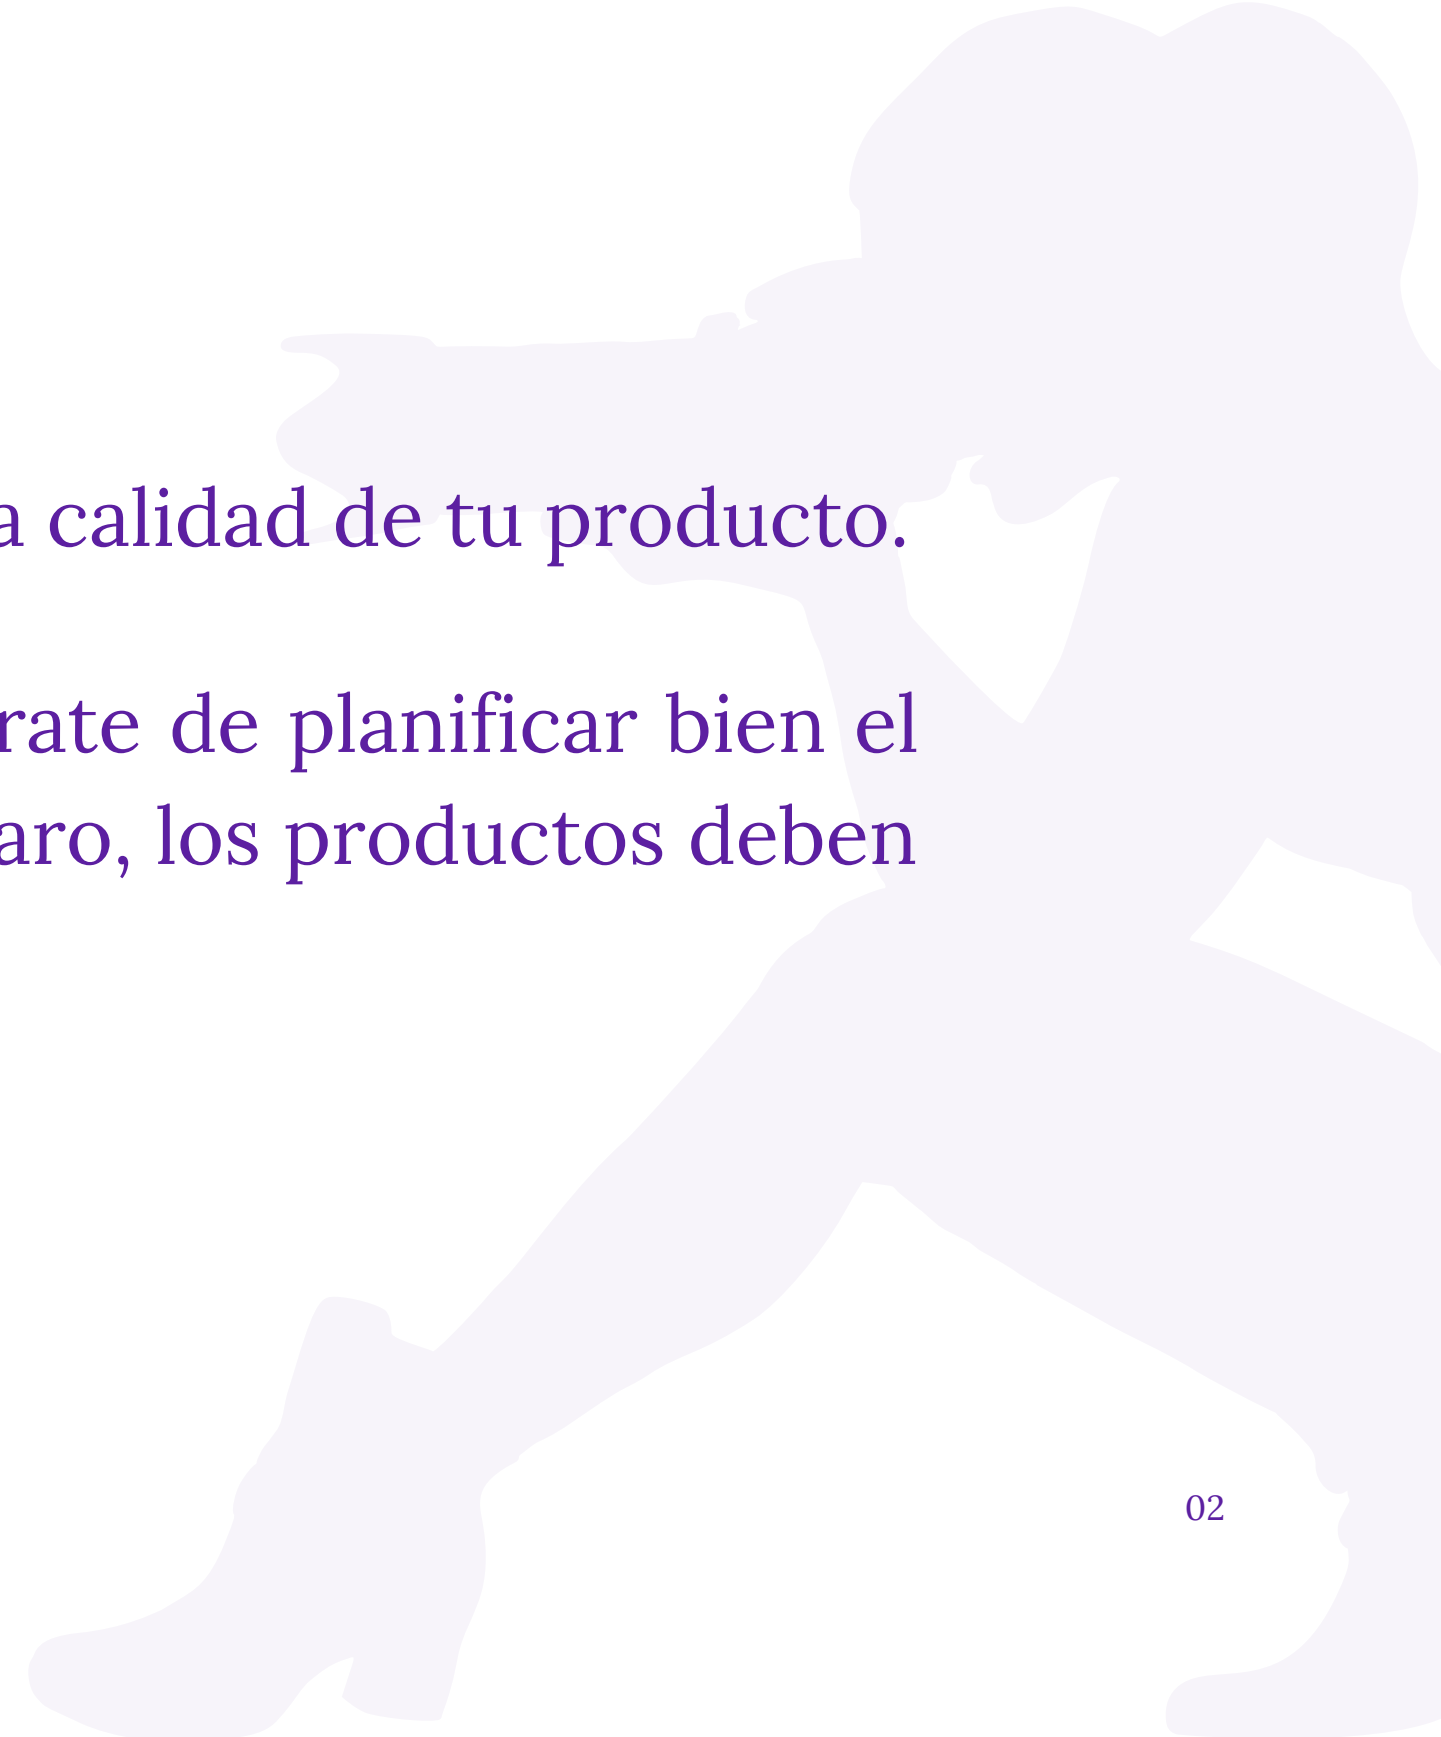 a calidad de tu producto.
rate de planificar bien el
aro, los productos deben
02